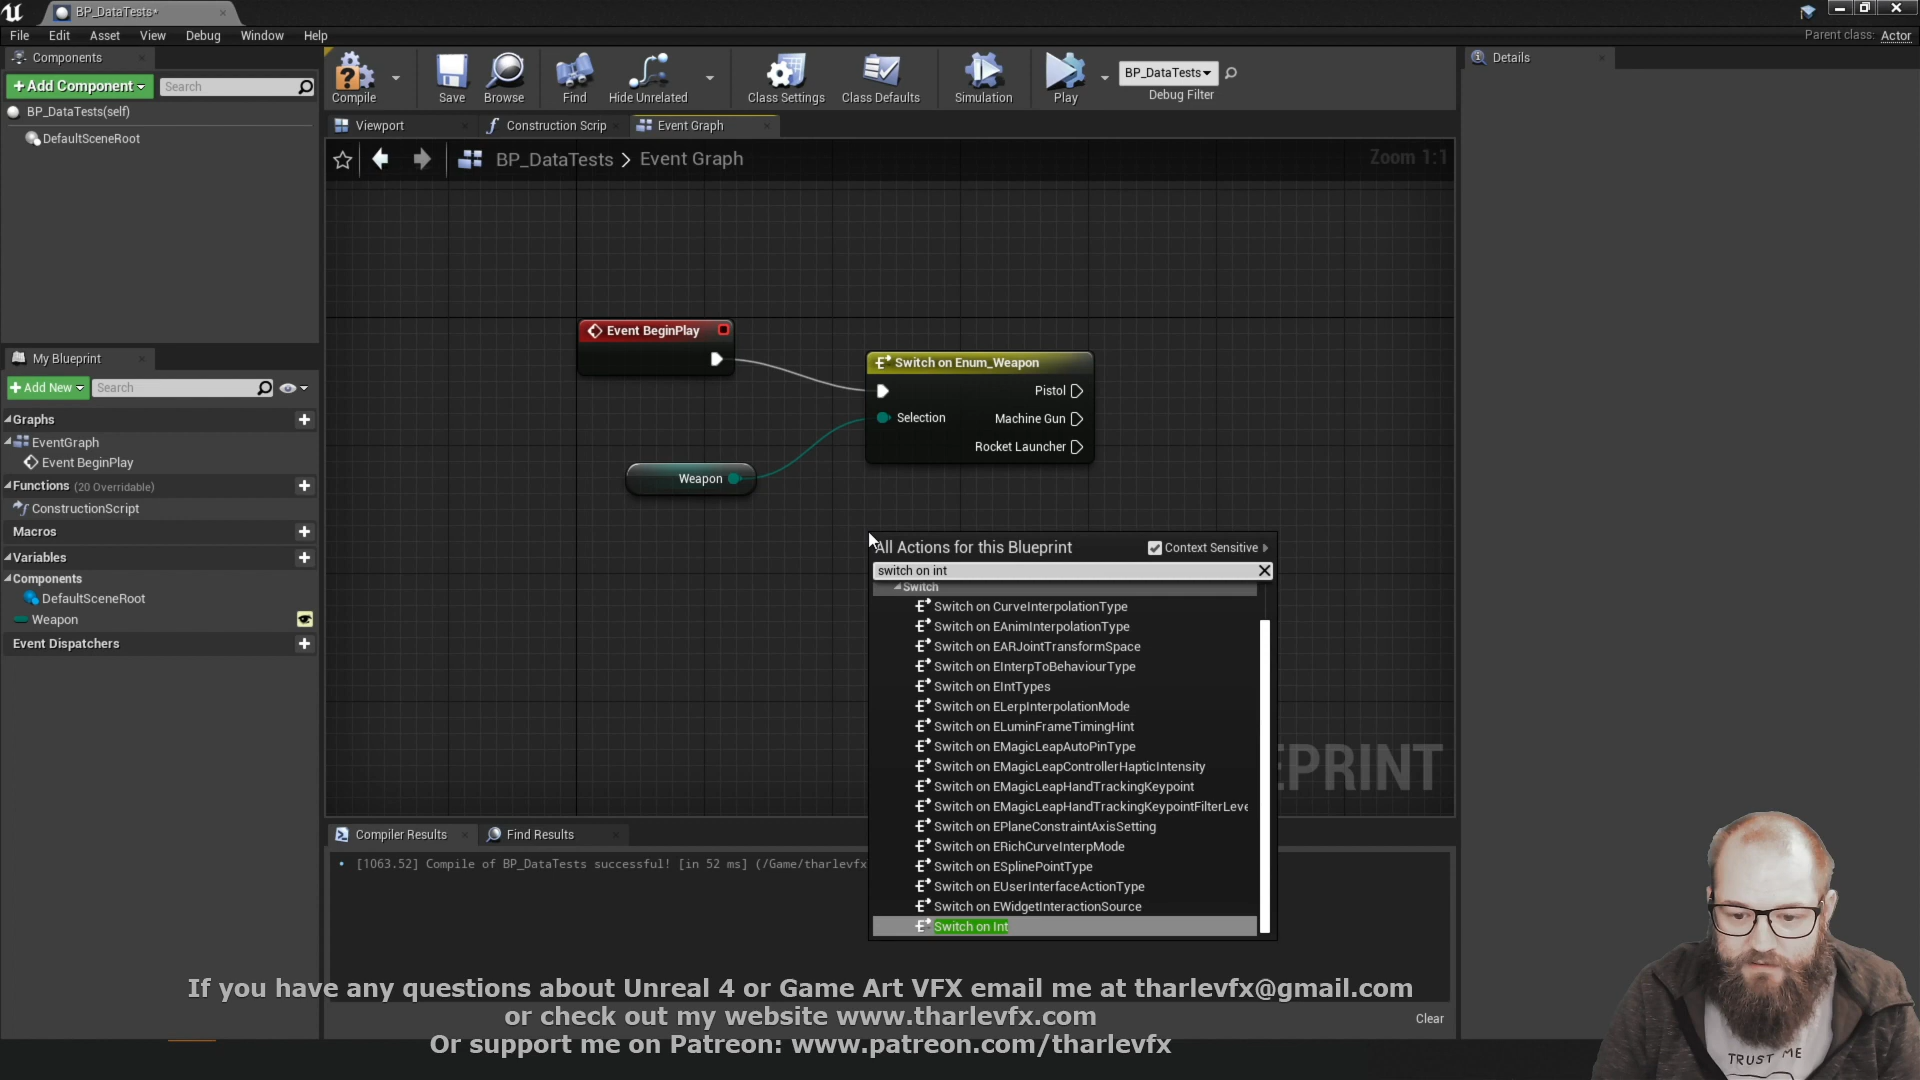 BP_DataTests*
File Edit Asset View Debug Window Help
Parent class: Actor
Components
Details
+Add Component
Search
Compile
Save
Browse
Find
Hide Unrelated
Class Settings
Class Defaults
Simulation
Play
BP_DataTests
Debug Filter
BP_DataTests(self)
DefaultSceneRoot
Viewport
Construction Scrip
Event Graph
BP_DataTests > Event Graph
Zoom 1:1
Event BeginPlay
Switch on Enum_Weapon
Pistol
Selection
Machine Gun
Rocket Launcher
Weapon
My Blueprint
+Add New
Search
Graphs
EventGraph
Event BeginPlay
Functions (20 Overridable)
ConstructionScript
Macros
Variables
Components
DefaultSceneRoot
Weapon
Event Dispatchers
All Actions for this Blueprint
Context Sensitive
switch on int
Switch
Switch on CurveInterpolationType
Switch on EAnimInterpolationType
Switch on EARJointTransformSpace
Switch on EInterpToBehaviourType
Switch on EIntTypes
Switch on ELerpInterpolationMode
Switch on ELuminFrameTimingHint
Switch on EMagicLeapAutoPinType
Switch on EMagicLeapControllerHapticIntensity
Switch on EMagicLeapHandTrackingKeypoint
Switch on EMagicLeapHandTrackingKeypointFilterLeve
Switch on EPlaneConstraintAxisSetting
Switch on ERichCurveInterpMode
Switch on ESplinePointType
Switch on EUserInterfaceActionType
Switch on EWidgetInteractionSource
Switch on Int
EPRINT
Compiler Results
Find Results
[1063.52] Compile of BP_DataTests successful! [in 52 ms] (/Game/tharlevfx
Clear
If you have any questions about Unreal 4 or Game Art VFX email me at tharlevfx@gmail.com
or check out my website www.tharlevfx.com
Or support me on Patreon: www.patreon.com/tharlevfx
TRUST ME